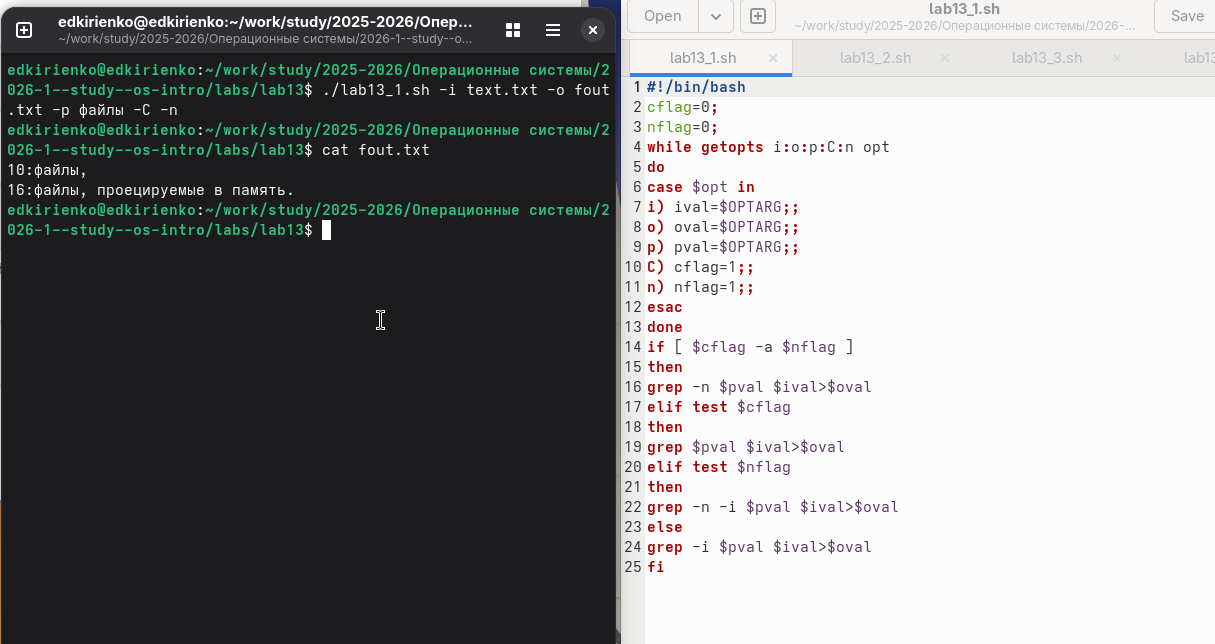 edkirienko@edkirienko:~/work/study/2025-2026/Опер...
~/work/study/2025-2026/Операционные системы/2026-1--study--o...
edkirienko@edkirienko:~/work/study/2025-2026/Операционные системы/2
026-1--study--os-intro/labs/lab13$ ./lab13_1.sh -i text.txt -o fout
.txt -p файлы -C -n
edkirienko@edkirienko:~/work/study/2025-2026/Операционные системы/2
026-1--study--os-intro/labs/lab13$ cat fout.txt
10:файлы,
16:файлы, проецируемые в память.
edkirienko@edkirienko:~/work/study/2025-2026/Операционные системы/2
026-1--study--os-intro/labs/lab13$
Open
lab13_1.sh
~/work/study/2025-2026/Операционные системы/2026-...
Save
lab13_1.sh
lab13_2.sh
lab13_3.sh
lab13
1 #!/bin/bash
2 cflag=0;
3 nflag=0;
4 while getopts i:o:p:C:n opt
5 do
6 case $opt in
7 i) ival=$OPTARG;;
8 o) oval=$OPTARG;;
9 p) pval=$OPTARG;;
10 C) cflag=1;;
11 n) nflag=1;;
12 esac
13 done
14 if [ $cflag -a $nflag ]
15 then
16 grep -n $pval $ival>$oval
17 elif test $cflag
18 then
19 grep $pval $ival>$oval
20 elif test $nflag
21 then
22 grep -n -i $pval $ival>$oval
23 else
24 grep -i $pval $ival>$oval
25 fi